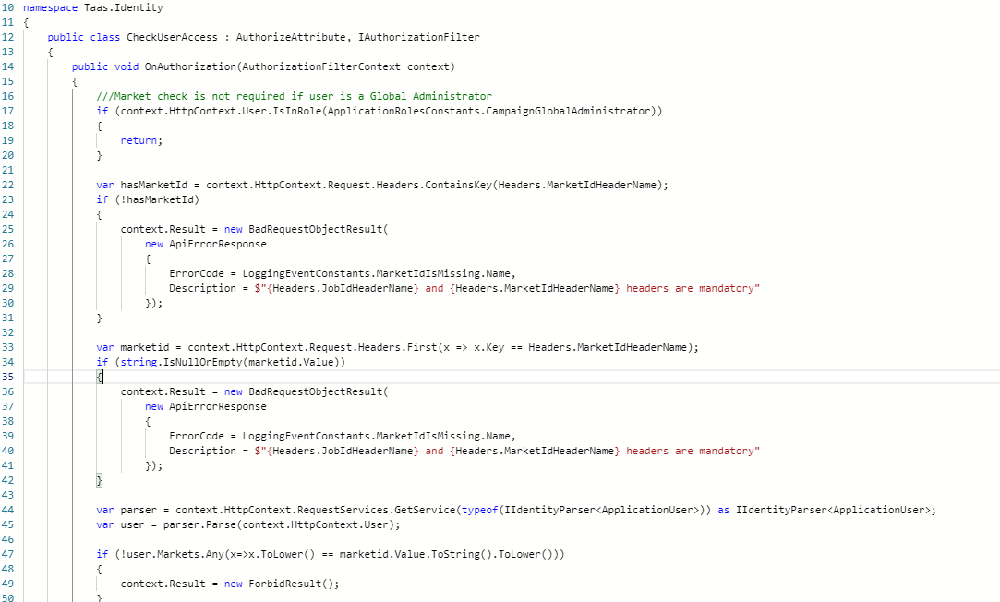 10 namespace Taas.Identity
11 {
12     public class CheckUserAccess : AuthorizeAttribute, IAuthorizationFilter
13     {
14         public void OnAuthorization(AuthorizationFilterContext context)
15         {
16             ///Market check is not required if user is a Global Administrator
17             if (context.HttpContext.User.IsInRole(ApplicationRolesConstants.CampaignGlobalAdministrator))
18             {
19                 return;
20             }
21
22             var hasMarketId = context.HttpContext.Request.Headers.ContainsKey(Headers.MarketIdHeaderName);
23             if (!hasMarketId)
24             {
25                 context.Result = new BadRequestObjectResult(
26                     new ApiErrorResponse
27                     {
28                         ErrorCode = LoggingEventConstants.MarketIdIsMissing.Name,
29                         Description = $"{Headers.JobIdHeaderName} and {Headers.MarketIdHeaderName} headers are mandatory"
30                     });
31             }
32
33             var marketid = context.HttpContext.Request.Headers.First(x => x.Key == Headers.MarketIdHeaderName);
34             if (string.IsNullOrEmpty(marketid.Value))
35             {
36                 context.Result = new BadRequestObjectResult(
37                     new ApiErrorResponse
38                     {
39                         ErrorCode = LoggingEventConstants.MarketIdIsMissing.Name,
40                         Description = $"{Headers.JobIdHeaderName} and {Headers.MarketIdHeaderName} headers are mandatory"
41                     });
42             }
43
44             var parser = context.HttpContext.RequestServices.GetService(typeof(IIdentityParser<ApplicationUser>)) as IIdentityParser<ApplicationUser>;
45             var user = parser.Parse(context.HttpContext.User);
46
47             if (!user.Markets.Any(x=>x.ToLower() == marketid.Value.ToString().ToLower()))
48             {
49                 context.Result = new ForbidResult();
50             }